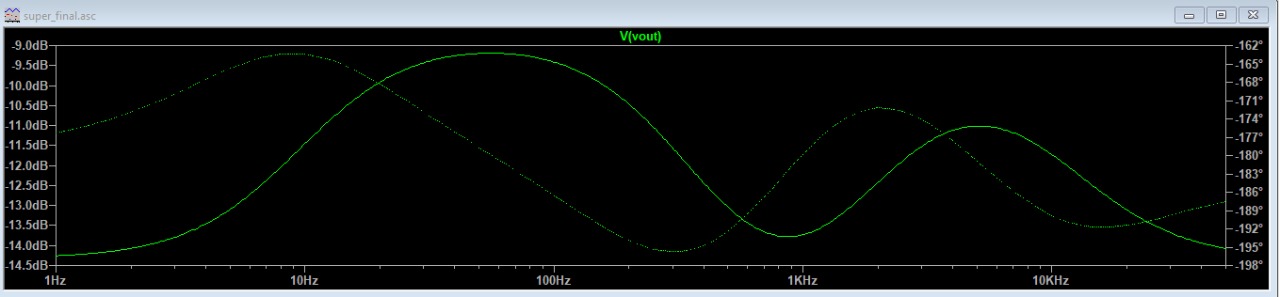 super_final.asc
V(vout)
-9.0dB
-9.5dB
-10.0dB
-10.5dB
-11.0dB
-11.5dB
-12.0dB
-12.5dB
-13.0dB
-13.5dB
-14.0dB
-14.5dB
-162°
-165°
-168°
-171°
-174°
-177°
-180°
-183°
-186°
-189°
-192°
-195°
-198°
1Hz 10Hz 100Hz 1KHz 10KHz